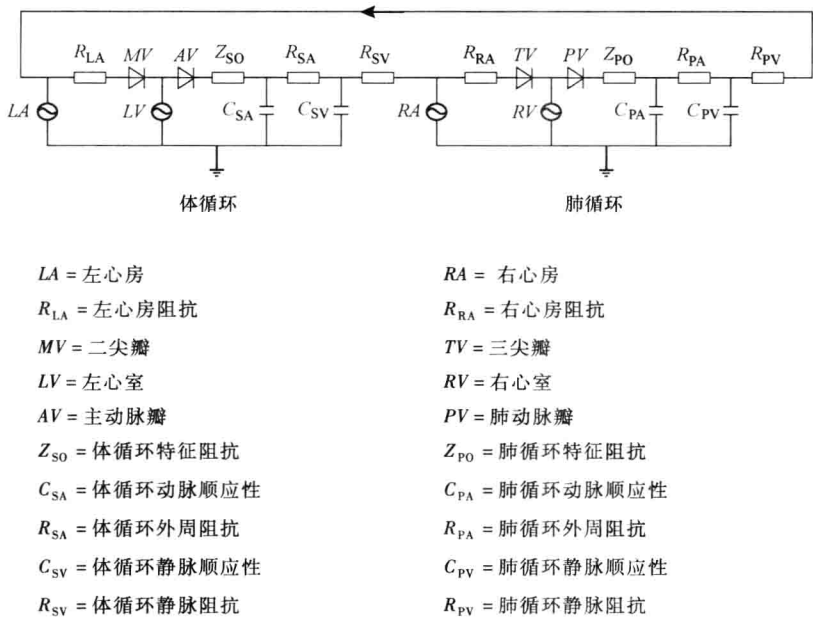 R_LA MV AV Z_SO R_SA R_SV R_RA TV PV Z_PO R_PA R_PV
LA LV C_SA C_SV RA RV C_PA C_PV
体循环 肺循环
LA = 左心房
R_LA = 左心房阻抗
MV = 二尖瓣
LV = 左心室
AV = 主动脉瓣
Z_SO = 体循环特征阻抗
C_SA = 体循环动脉顺应性
R_SA = 体循环外周阻抗
C_SV = 体循环静脉顺应性
R_SV = 体循环静脉阻抗
RA = 右心房
R_RA = 右心房阻抗
TV = 三尖瓣
RV = 右心室
PV = 肺动脉瓣
Z_PO = 肺循环特征阻抗
C_PA = 肺循环动脉顺应性
R_PA = 肺循环外周阻抗
C_PV = 肺循环静脉顺应性
R_PV = 肺循环静脉阻抗